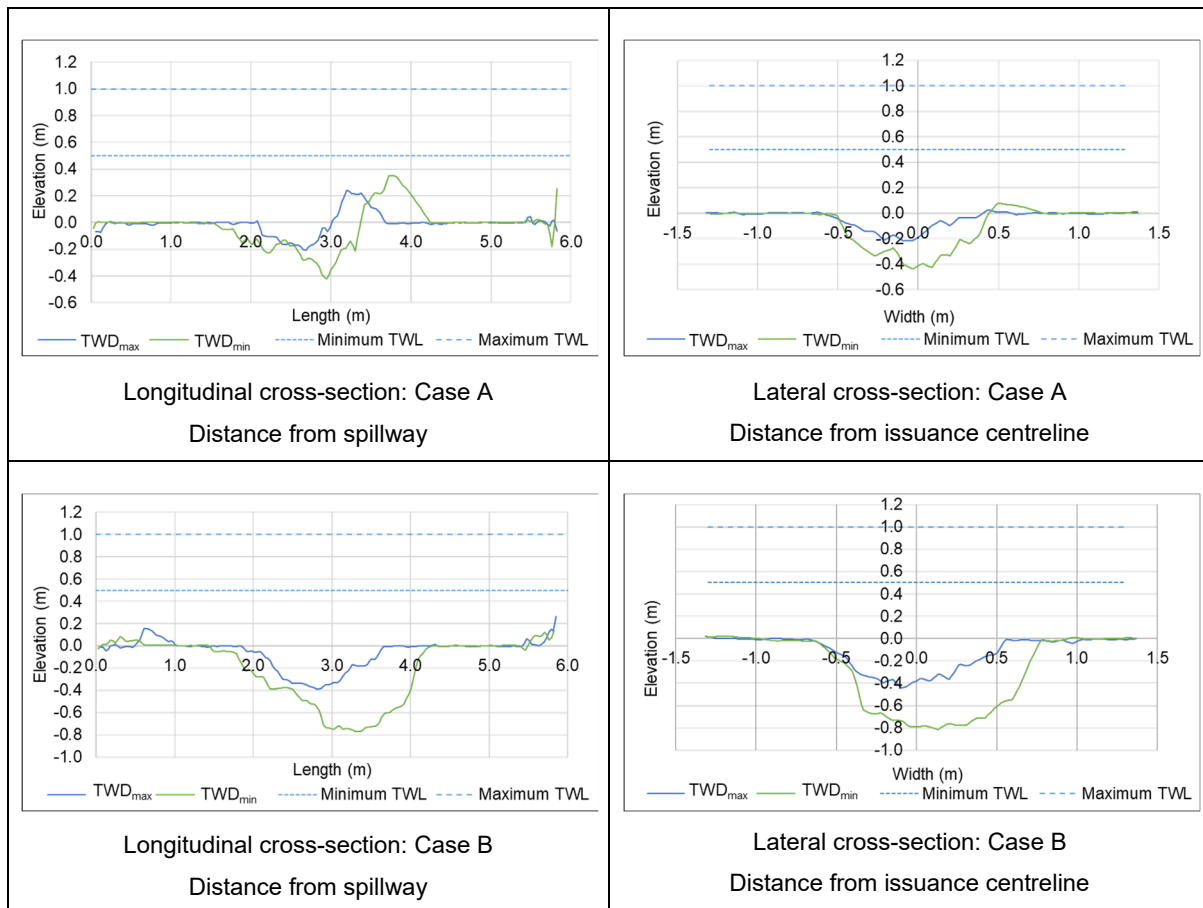 1.2
1.0
0.8
0.6
0.4
0.2
0.0
-0.2
-0.4
-0.6
Elevation (m)
0.0 1.0 2.0 3.0 4.0 5.0 6.0
Length (m)
TWDmax TWDmin Minimum TWL Maximum TWL
Longitudinal cross-section: Case A
Distance from spillway
1.2
1.0
0.8
0.6
0.4
0.2
0.0
-0.2
-0.4
-0.6
Elevation (m)
-1.5 -1.0 -0.5 0.0 0.5 1.0 1.5
Width (m)
TWDmax TWDmin Minimum TWL Maximum TWL
Lateral cross-section: Case A
Distance from issuance centreline
1.2
1.0
0.8
0.6
0.4
0.2
0.0
-0.2
-0.4
-0.6
-0.8
-1.0
Elevation (m)
0.0 1.0 2.0 3.0 4.0 5.0 6.0
Length (m)
TWDmax TWDmin Minimum TWL Maximum TWL
Longitudinal cross-section: Case B
Distance from spillway
1.2
1.0
0.8
0.6
0.4
0.2
0.0
-0.2
-0.4
-0.6
-0.8
-1.0
Elevation (m)
-1.5 -1.0 -0.5 0.0 0.5 1.0 1.5
Width (m)
TWDmax TWDmin Minimum TWL Maximum TWL
Lateral cross-section: Case B
Distance from issuance centreline